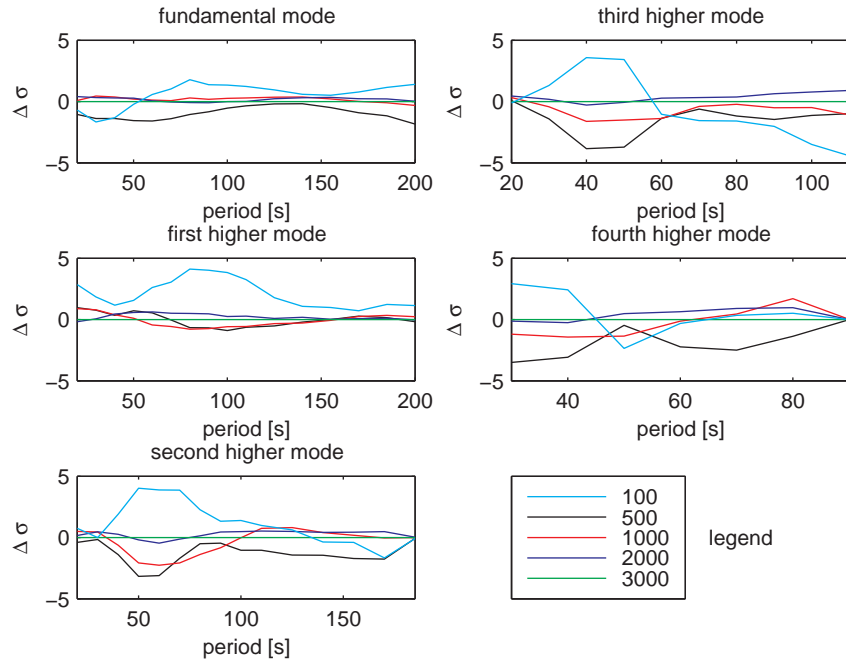 fundamental mode
5
0
−5
Δ σ
50
100
150
200
period [s]
third higher mode
5
0
−5
Δ σ
20
40
60
80
100
period [s]
first higher mode
5
0
−5
Δ σ
50
100
150
200
period [s]
fourth higher mode
5
0
−5
Δ σ
40
60
80
period [s]
second higher mode
5
0
−5
Δ σ
50
100
150
period [s]
100
500
1000
2000
3000
legend